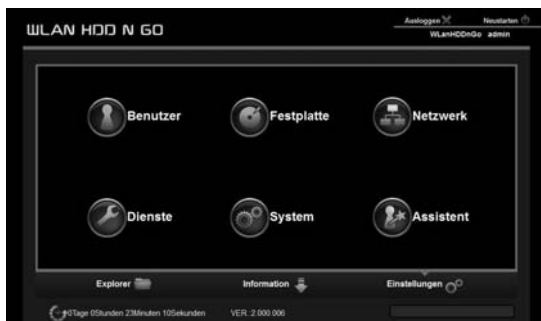 Ausloggen Neustarten
WLAN HDD N GO
WLanHDDnGo admin
Benutzer Festplatte Netzwerk
Dienste System Assistent
Explorer Information Einstellungen
0Tage 0Stunden 23Minuten 10Sekunden VER: 2.000.006